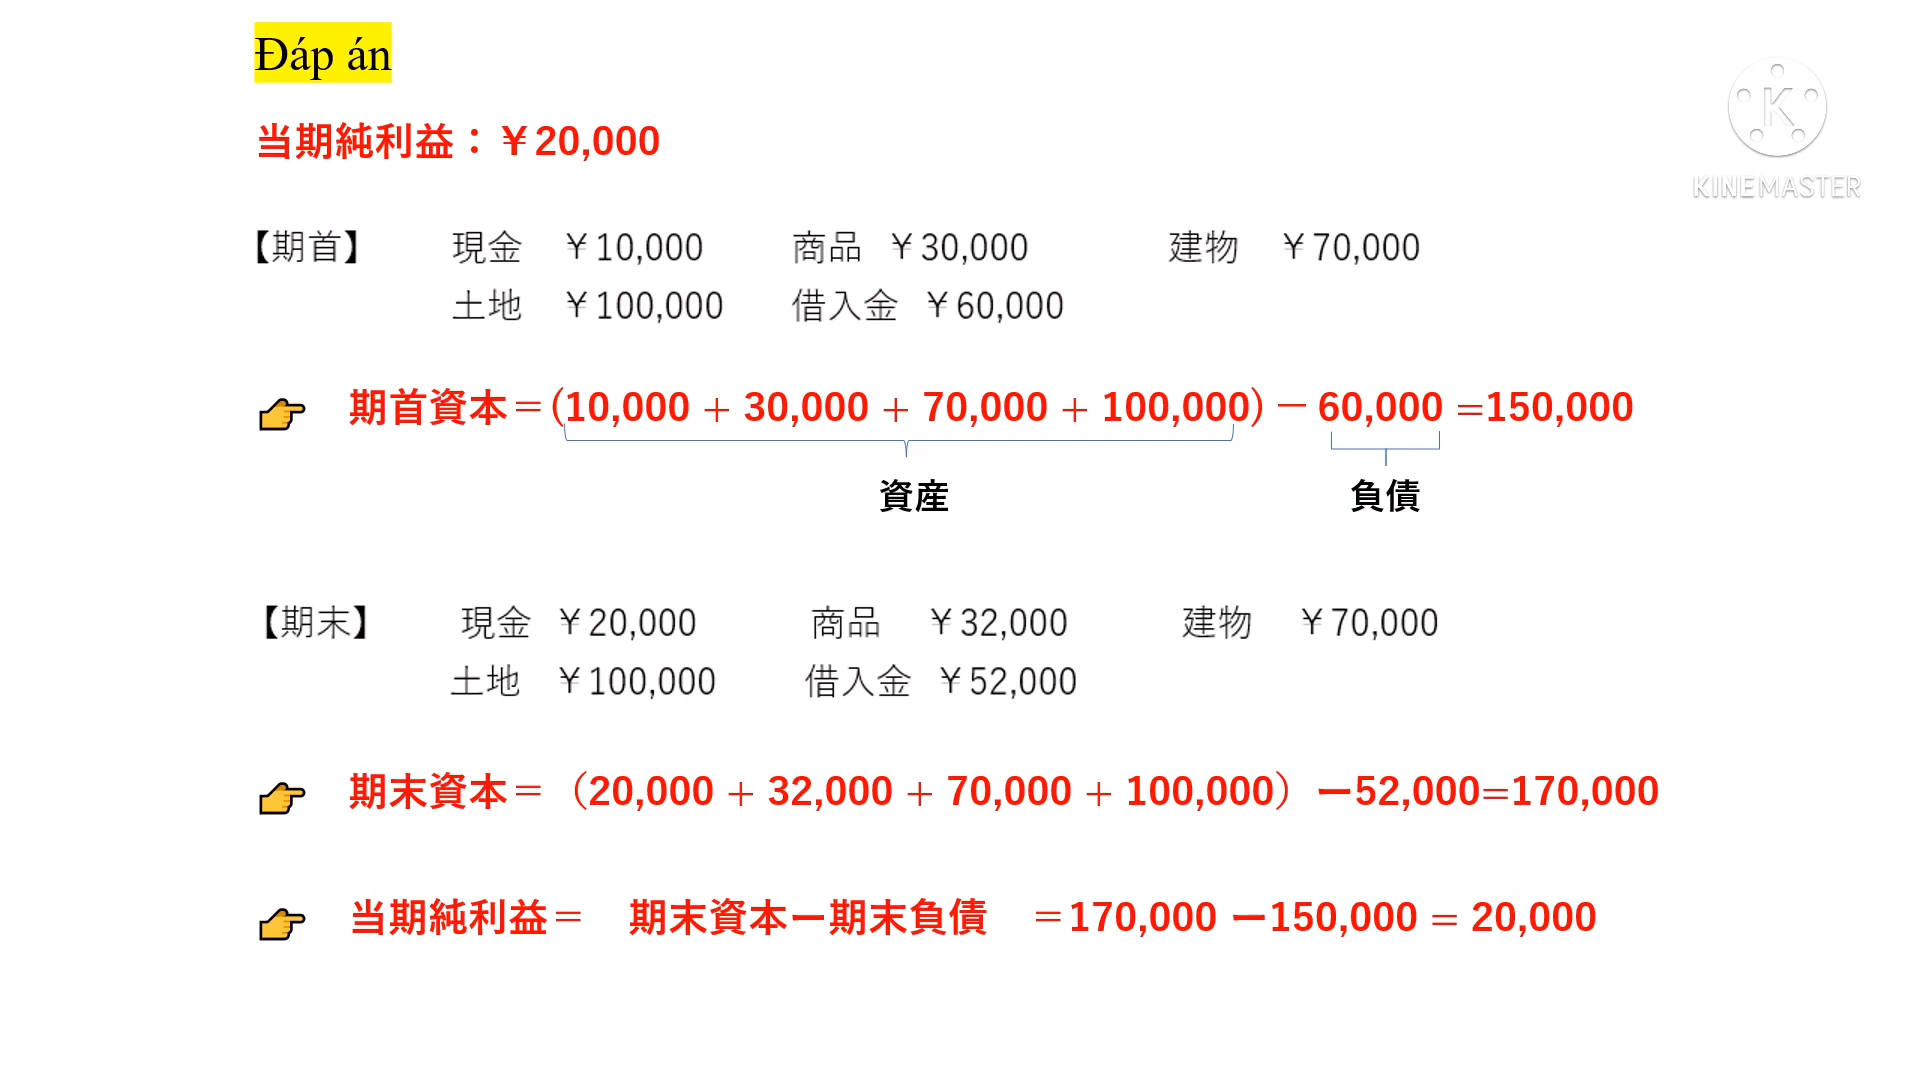 Đáp án
K
KINEMASTER
当期純利益：￥20,000
【期首】 現金 ￥10,000 商品 ￥30,000 建物 ￥70,000
土地 ￥100,000 借入金 ￥60,000
期首資本＝(10,000 + 30,000 + 70,000 + 100,000) － 60,000 =150,000
資産 負債
【期末】 現金 ￥20,000 商品 ￥32,000 建物 ￥70,000
土地 ￥100,000 借入金 ￥52,000
期末資本＝（20,000 + 32,000 + 70,000 + 100,000）ー52,000=170,000
当期純利益＝ 期末資本ー期末負債 ＝170,000 ー150,000 = 20,000